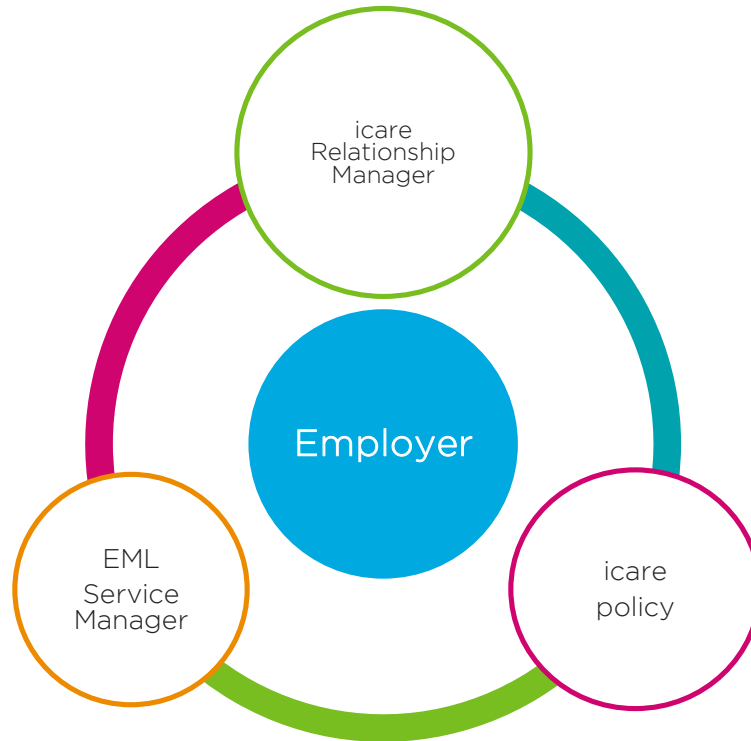 icare
Relationship
Manager
Employer
EML
Service
Manager
icare
policy